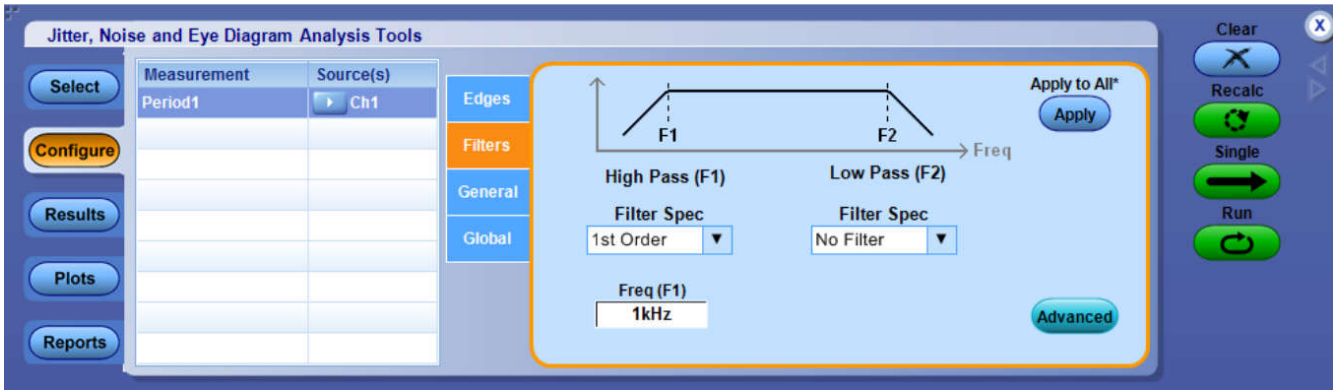 Jitter, Noise and Eye Diagram Analysis Tools
Select
Configure
Results
Plots
Reports
Measurement Source(s)
Period1 Ch1
Edges
Filters
General
Global
F1 F2
Freq
High Pass (F1) Low Pass (F2)
Filter Spec Filter Spec
1st Order No Filter
Freq (F1)
1kHz
Apply to All*
Apply
Advanced
Clear
X
Recalc
Single
Run